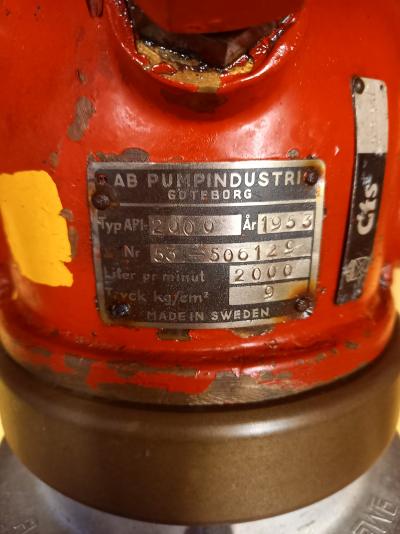 AB PUMPINDUSTRI
GÖTEBORG
Typ API- 2000 År 1953
Nr 53 - 506129
Liter pr minut 2000
Tryck kg/cm² 9
MADE IN SWEDEN